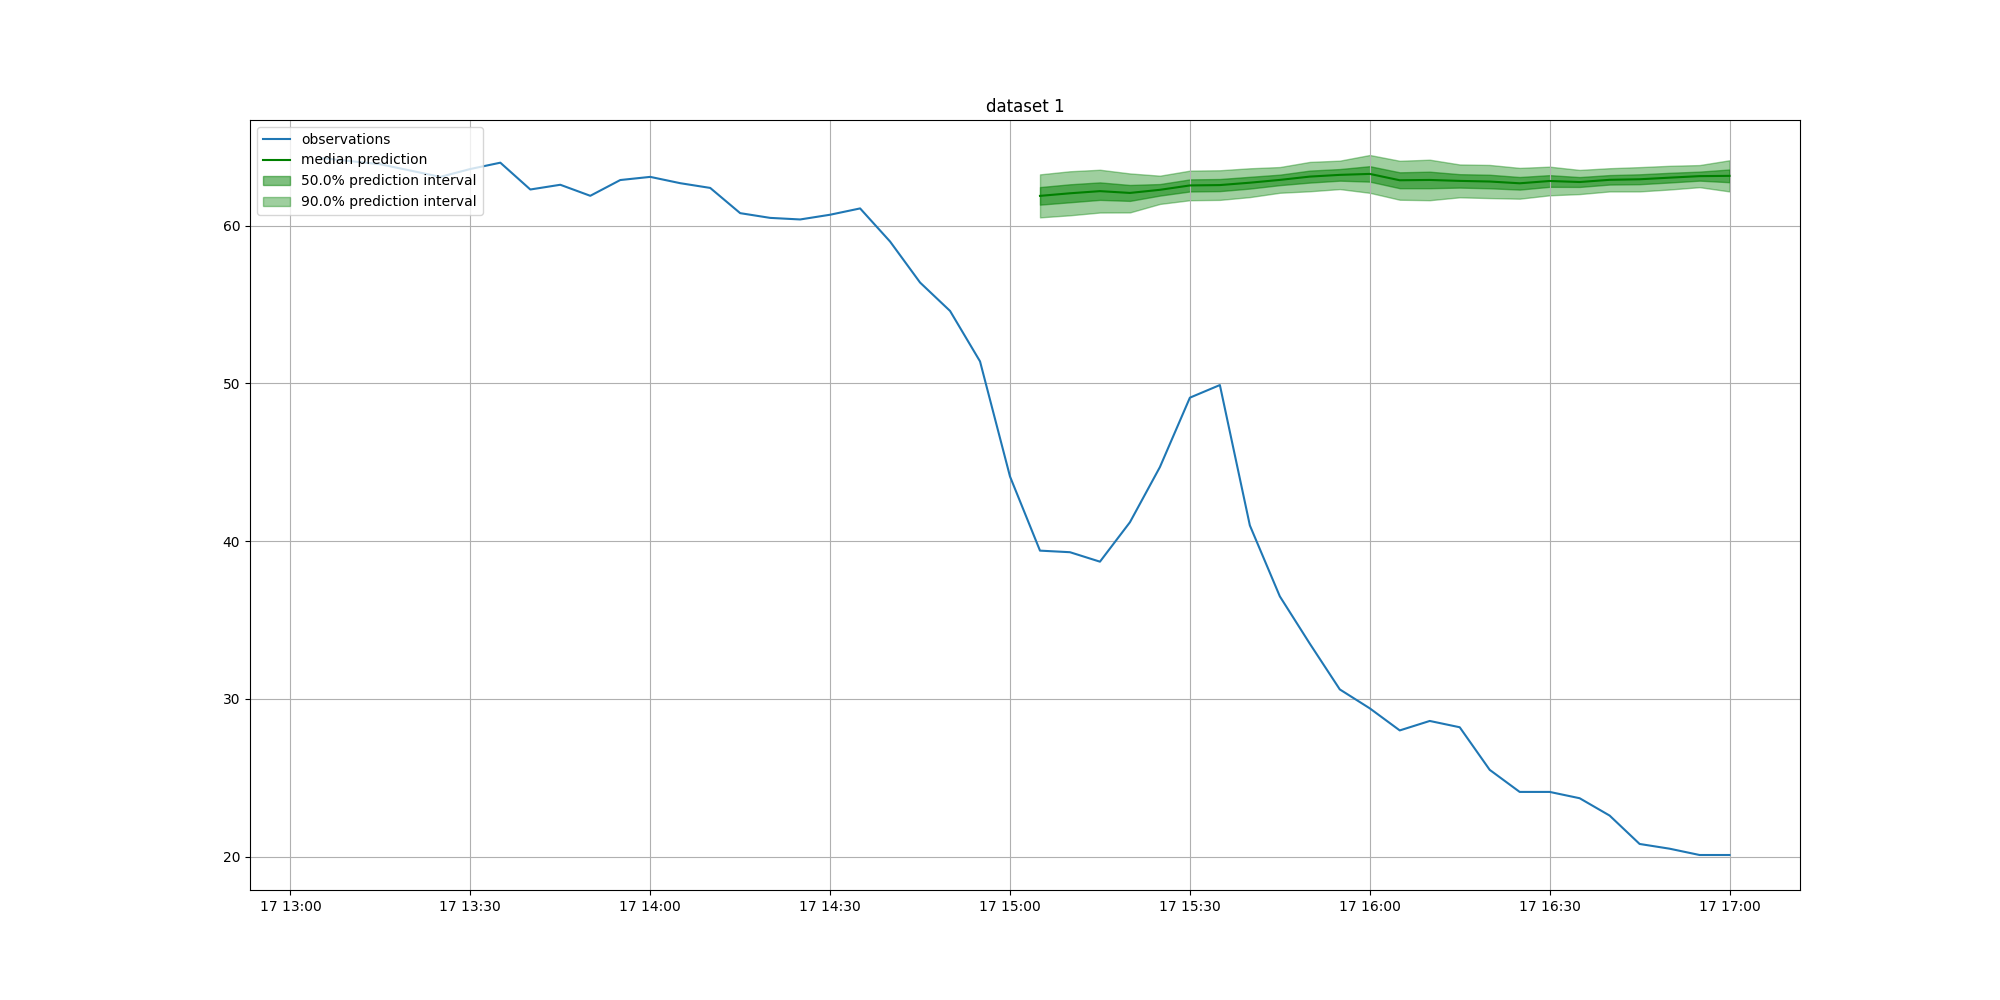 dataset 1
observations
median prediction
50.0% prediction interval
90.0% prediction interval
60
50
40
30
20
17 13:00 17 13:30 17 14:00 17 14:30 17 15:00 17 15:30 17 16:00 17 16:30 17 17:00